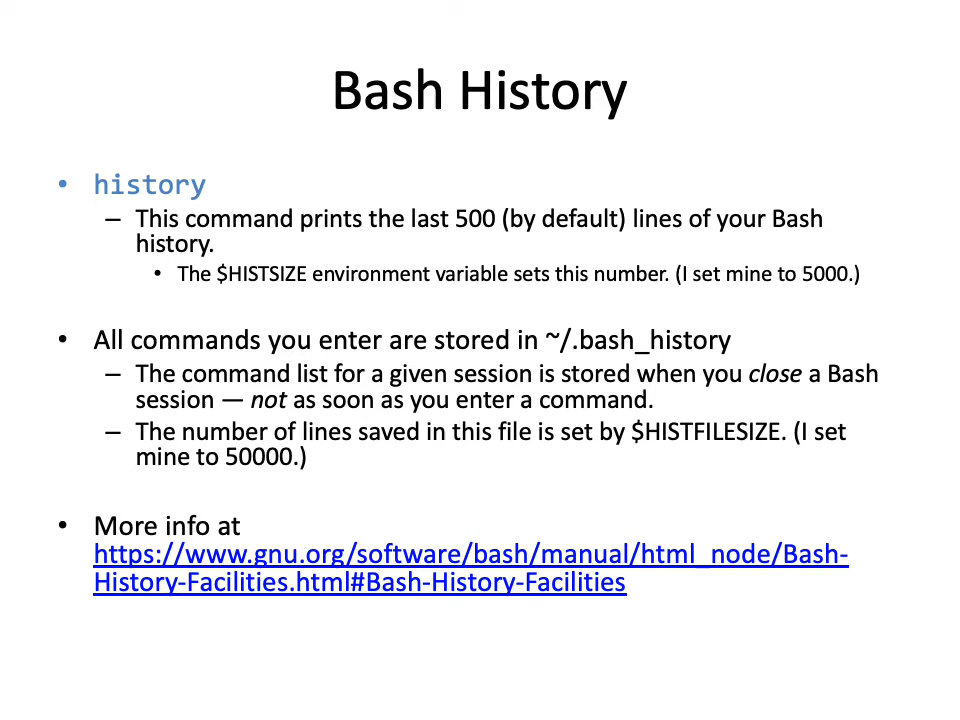 Bash History
• history
– This command prints the last 500 (by default) lines of your Bash
history.
• The $HISTSIZE environment variable sets this number. (I set mine to 5000.)
• All commands you enter are stored in ~/.bash_history
– The command list for a given session is stored when you close a Bash
session — not as soon as you enter a command.
– The number of lines saved in this file is set by $HISTFILESIZE. (I set
mine to 50000.)
• More info at
https://www.gnu.org/software/bash/manual/html_node/Bash-
History-Facilities.html#Bash-History-Facilities